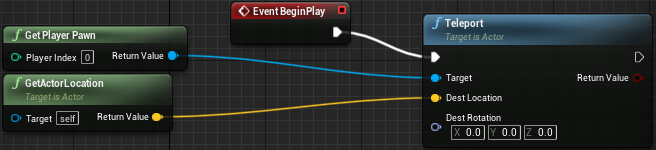 Get Player Pawn
Player Index 0 Return Value
GetActorLocation
Target is Actor
Target self Return Value
Event BeginPlay
Teleport
Target is Actor
Target Return Value
Dest Location
Dest Rotation
X 0.0 Y 0.0 Z 0.0